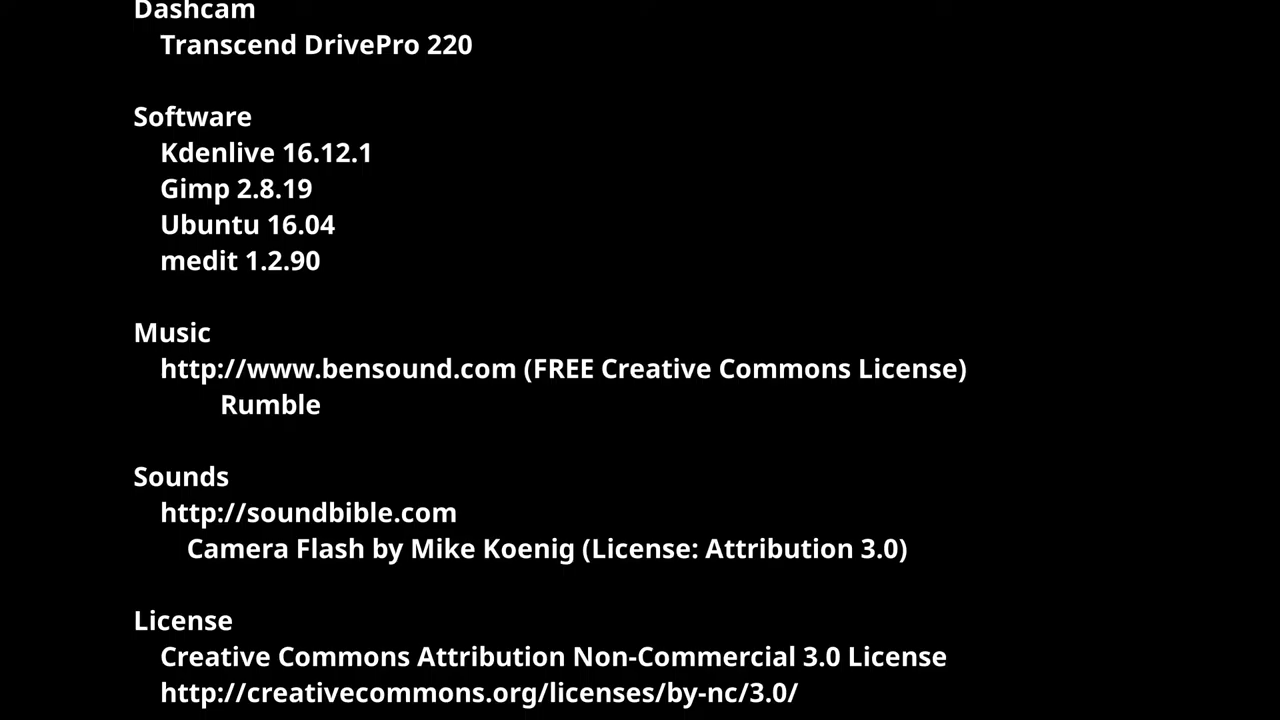 Dashcam
Transcend DrivePro 220
Software
Kdenlive 16.12.1
Gimp 2.8.19
Ubuntu 16.04
medit 1.2.90
Music
http://www.bensound.com (FREE Creative Commons License)
Rumble
Sounds
http://soundbible.com
Camera Flash by Mike Koenig (License: Attribution 3.0)
License
Creative Commons Attribution Non-Commercial 3.0 License
http://creativecommons.org/licenses/by-nc/3.0/